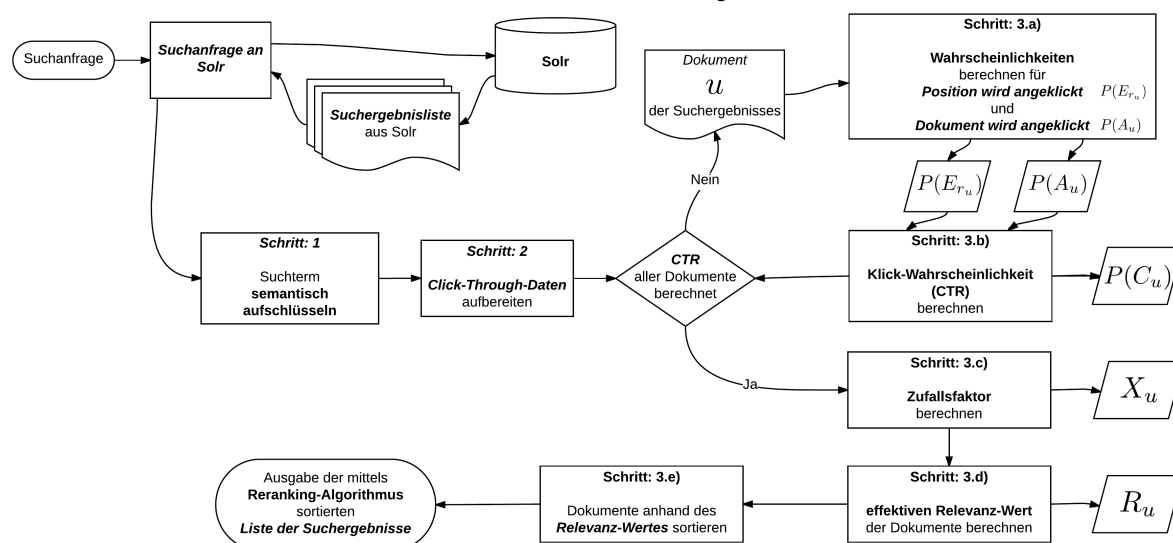 Suchanfrage
Suchanfrage an
Solr
Solr
Suchergebnisliste
aus Solr
Dokument
u
der Suchergebnisses
Schritt: 3.a)
Wahrscheinlichkeiten
berechnen für
Position wird angeklickt P(E_{r_u})
und
Dokument wird angeklickt P(A_u)
Nein
P(E_{r_u})
P(A_u)
Schritt: 1
Suchterm
semantisch
aufschlüsseln
Schritt: 2
Click-Through-Daten
aufbereiten
CTR
aller Dokumente
berechnet
Schritt: 3.b)
Klick-Wahrscheinlichkeit
(CTR)
berechnen
P(C_u)
Ja
Schritt: 3.c)
Zufallsfaktor
berechnen
X_u
Ausgabe der mittels
Reranking-Algorithmus
sortierten
Liste der Suchergebnisse
Schritt: 3.e)
Dokumente anhand des
Relevanz-Wertes sortieren
Schritt: 3.d)
effektiven Relevanz-Wert
der Dokumente berechnen
R_u